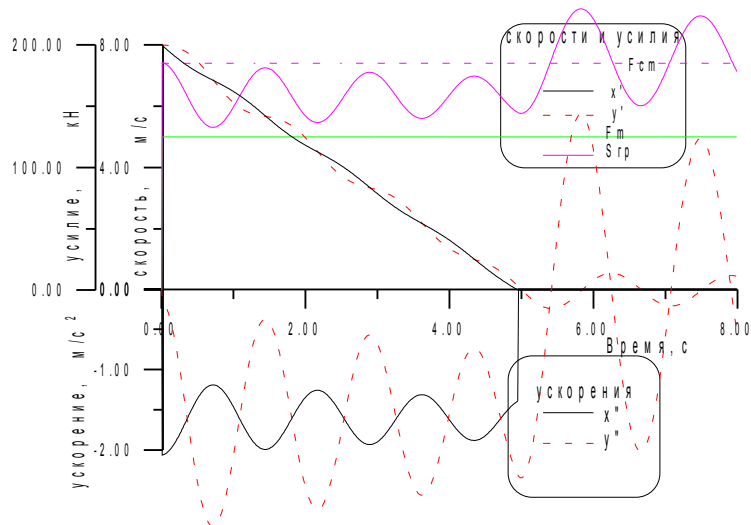 скорости и усилия
Fcm
x'
y'
Fm
Sгр
200.00
100.00
0.00
усилие, кН
8.00
4.00
0.00
скорость, м/с
0.00
2.00
4.00
6.00
8.00
Время, с
-1.00
-2.00
ускорение, м/с²
ускорения
x"
y"